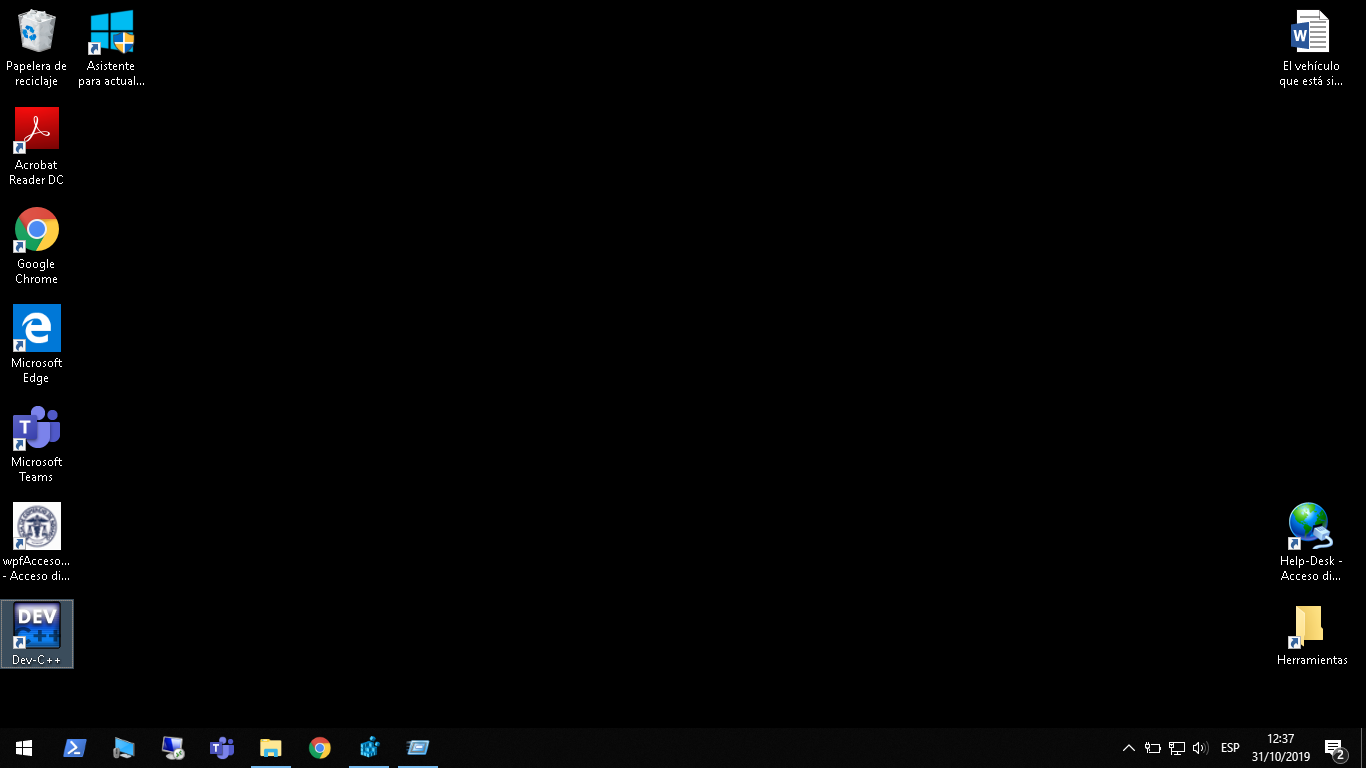 Papelera de
reciclaje
Asistente
para actual...
Acrobat
Reader DC
Google
Chrome
Microsoft
Edge
T
Microsoft
Teams
wpfAcceso...
- Acceso di...
DEV
C++
Dev-C++
W
El vehículo
que está si...
Help-Desk -
Acceso di...
Herramientas
ESP
12:37
31/10/2019
2